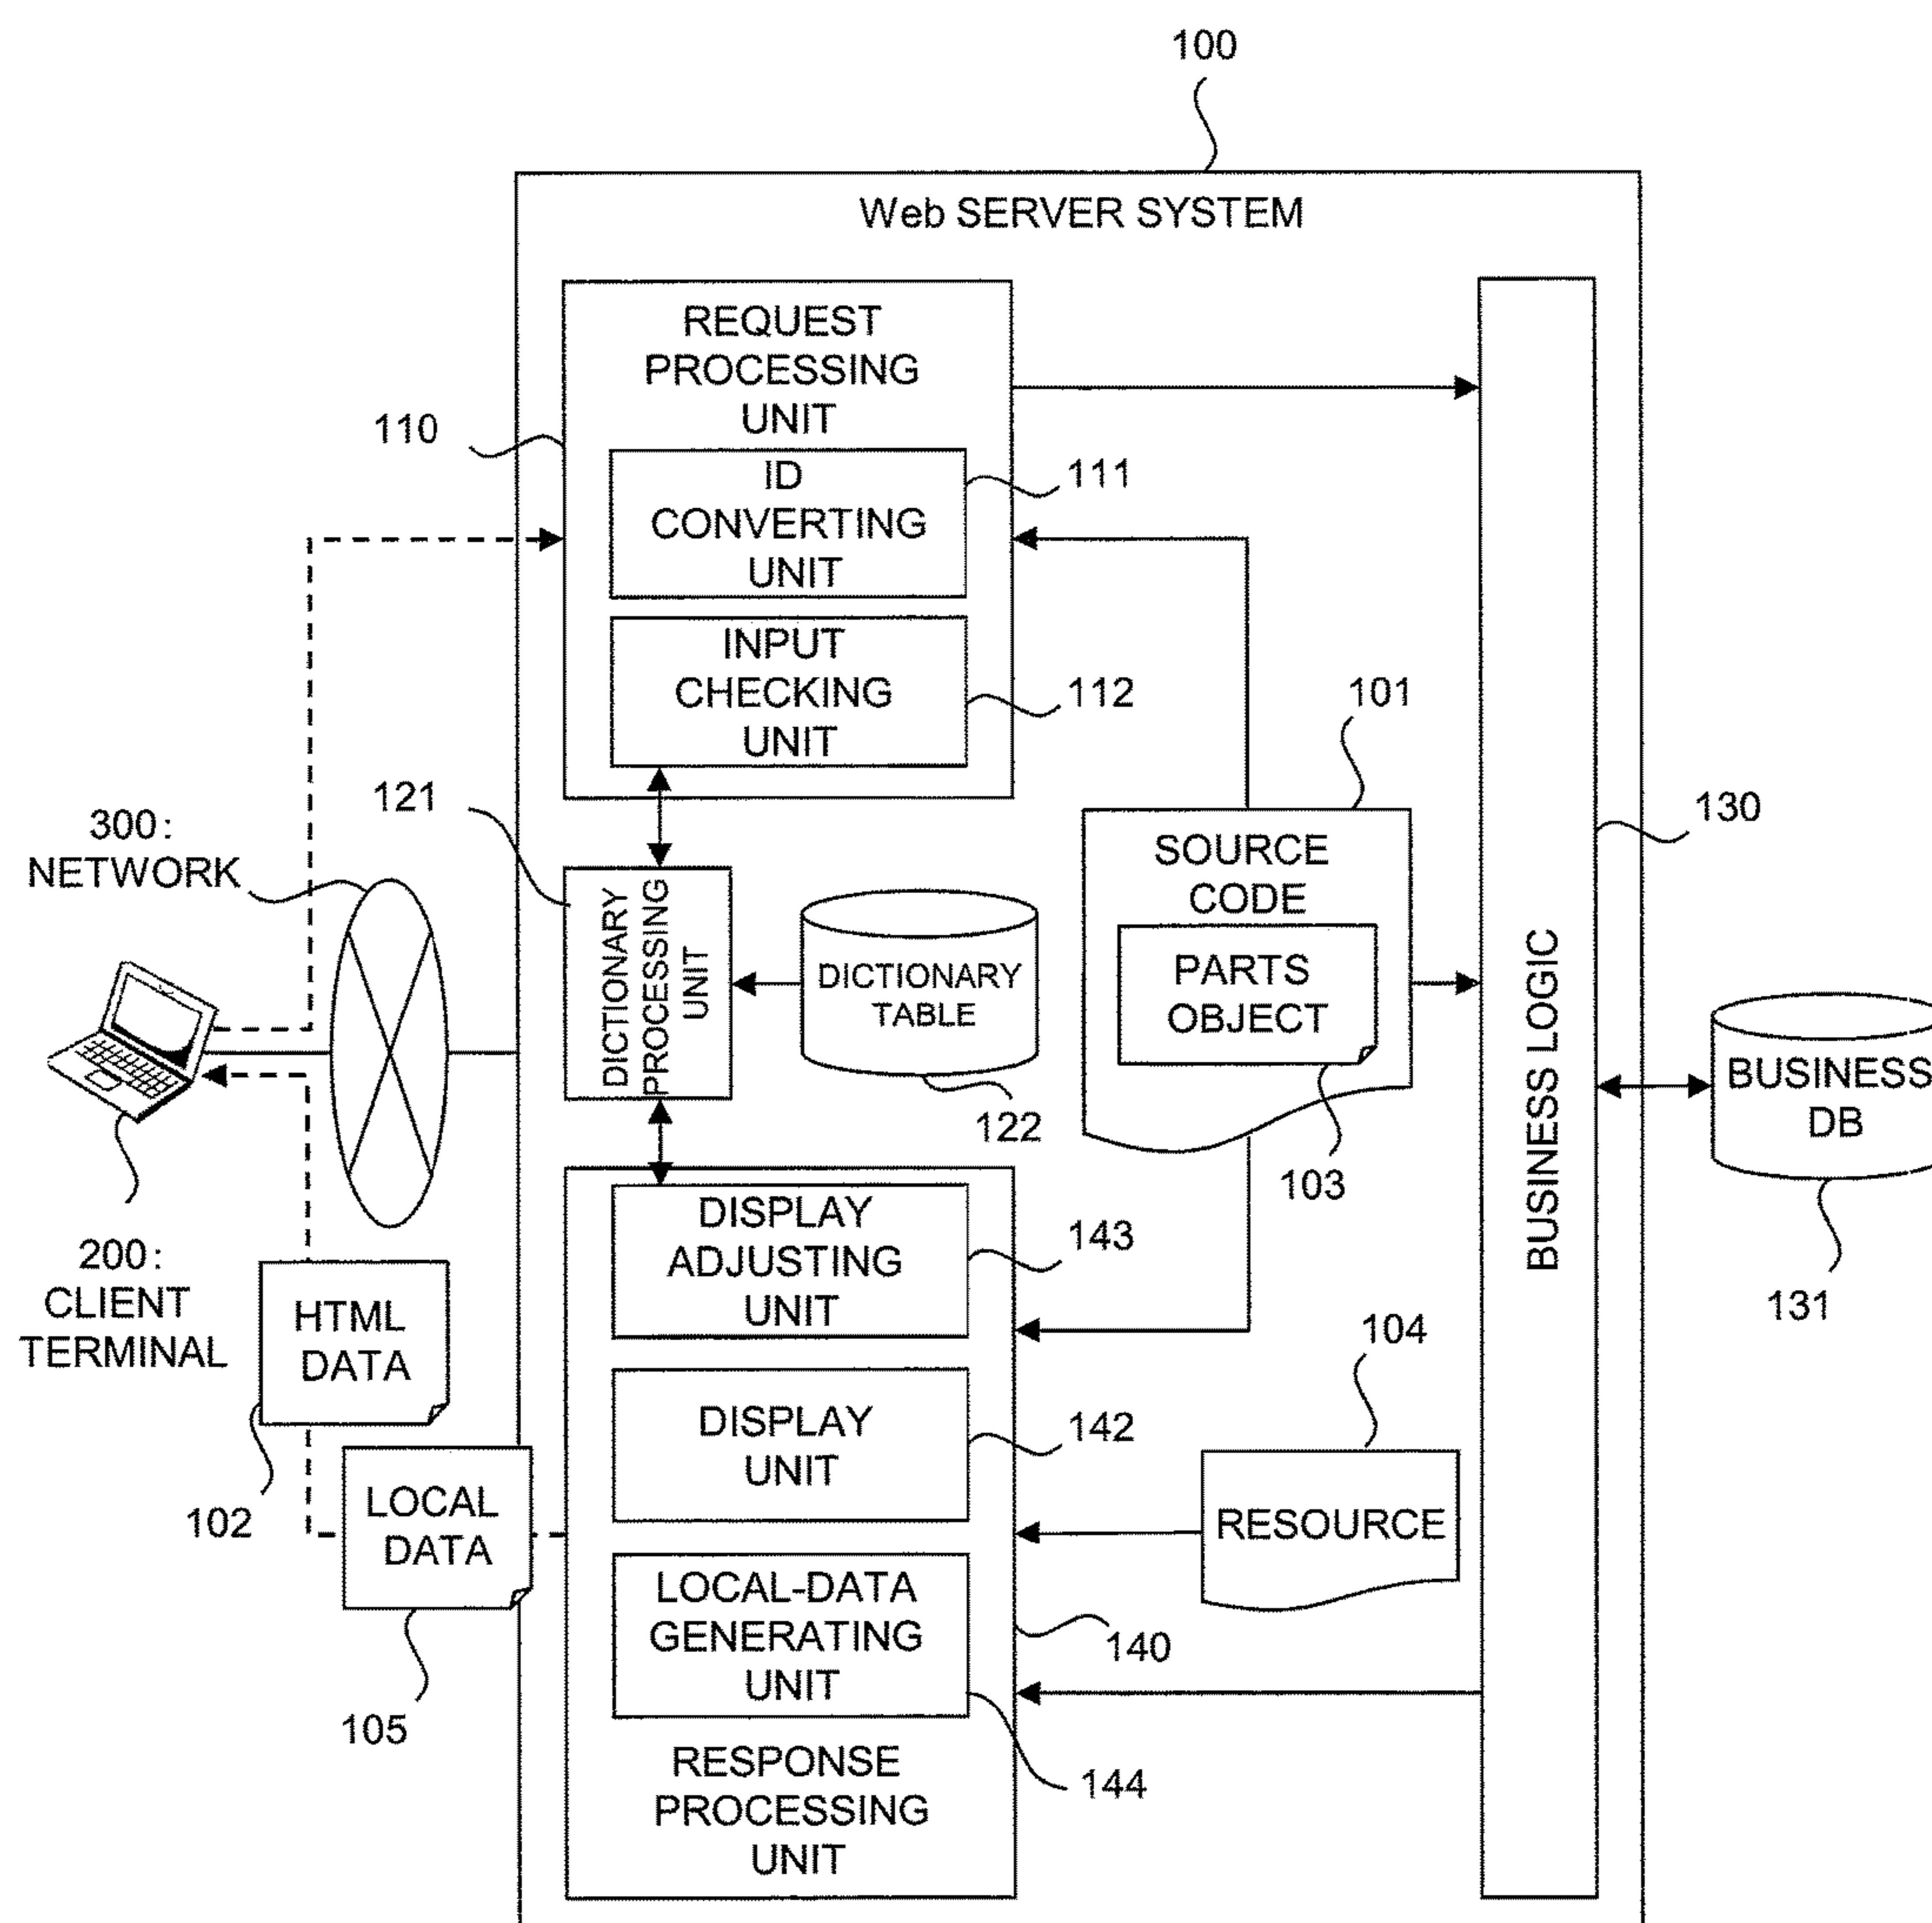 100
Web SERVER SYSTEM
REQUEST
PROCESSING
UNIT
110
ID
CONVERTING
UNIT
111
INPUT
CHECKING
UNIT
112
101
121
130
300:
NETWORK
SOURCE
CODE
DICTIONARY
PROCESSING
UNIT
DICTIONARY
TABLE
PARTS
OBJECT
BUSINESS LOGIC
BUSINESS
DB
122
103
DISPLAY
ADJUSTING
UNIT
143
200:
CLIENT
TERMINAL
131
HTML
DATA
104
DISPLAY
UNIT
142
102
LOCAL
DATA
RESOURCE
LOCAL-DATA
GENERATING
UNIT
140
105
144
RESPONSE
PROCESSING
UNIT